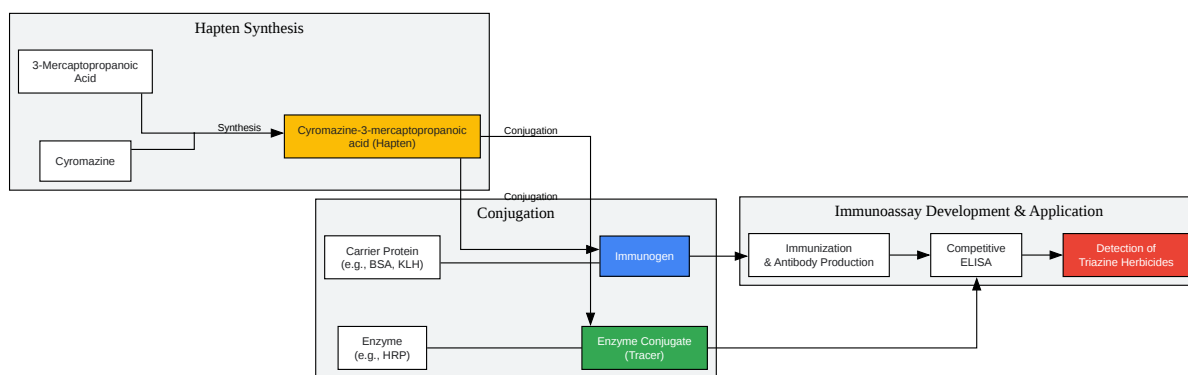 Hapten Synthesis
3-Mercaptopropanoic
Acid
Synthesis
Cyromazine
Cyromazine-3-mercaptopropanoic
acid (Hapten)
Conjugation
Conjugation
Conjugation
Carrier Protein
(e.g., BSA, KLH)
Immunogen
Enzyme
(e.g., HRP)
Enzyme Conjugate
(Tracer)
Immunoassay Development & Application
Immunization
& Antibody Production
Competitive
ELISA
Detection of
Triazine Herbicides